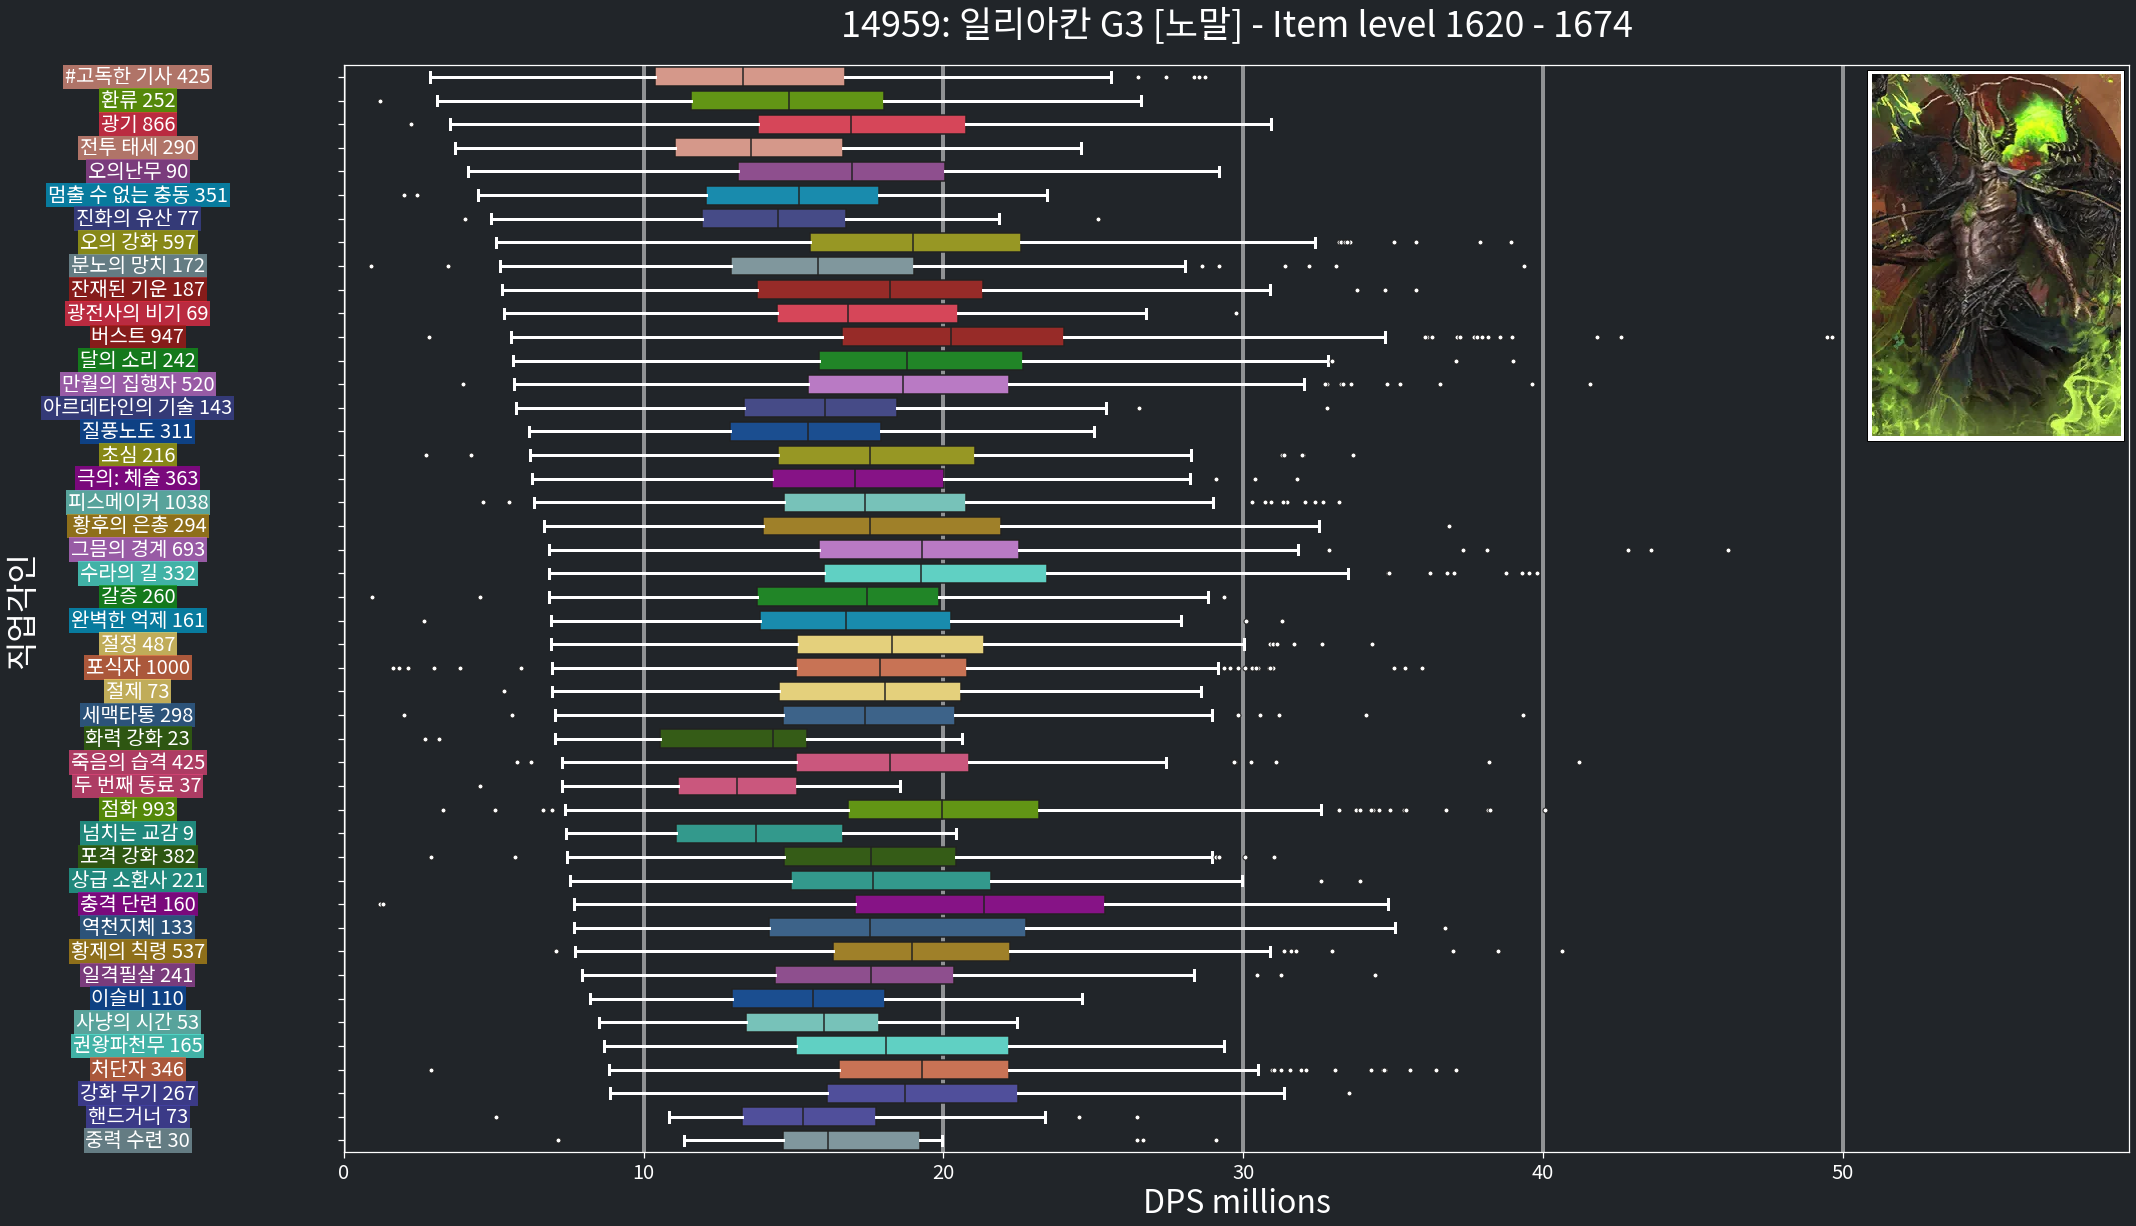 14959: 일리아칸 G3 [노말] - Item level 1620 - 1674
#고독한 기사 425
환류 252
광기 866
전투 태세 290
오의난무 90
멈출 수 없는 충동 351
진화의 유산 77
오의 강화 597
분노의 망치 172
잔재된 기운 187
광전사의 비기 69
버스트 947
달의 소리 242
만월의 집행자 520
아르데타인의 기술 143
질풍노도 311
초심 216
극의: 체술 363
피스메이커 1038
황후의 은총 294
그믐의 경계 693
수라의 길 332
갈증 260
완벽한 억제 161
절정 487
포식자 1000
절제 73
세맥타통 298
화력 강화 23
죽음의 습격 425
두 번째 동료 37
점화 993
넘치는 교감 9
포격 강화 382
상급 소환사 221
충격 단련 160
역천지체 133
황제의 칙령 537
일격필살 241
이슬비 110
사냥의 시간 53
권왕파천무 165
처단자 346
강화 무기 267
핸드거너 73
중력 수련 30
직업각인
0 10 20 30 40 50
DPS millions